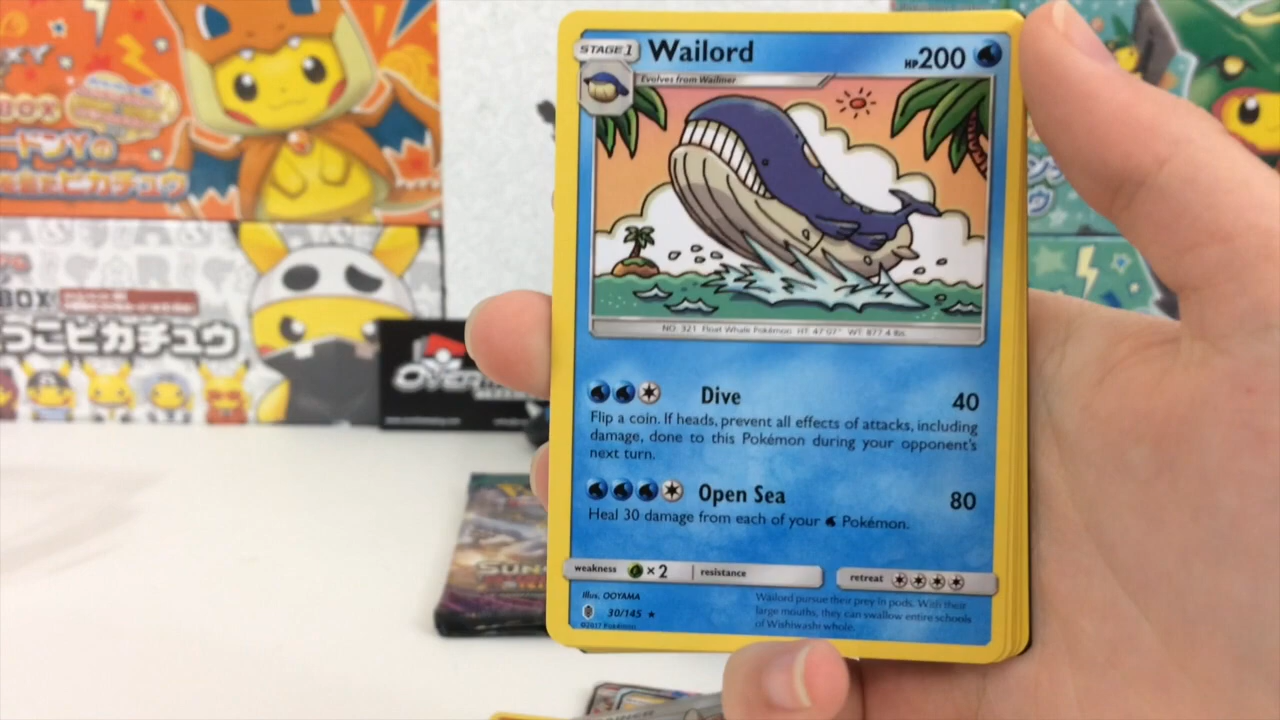 STAGE 1
Wailord
HP200
Evolves from Wailmer
NO. 321 Float Whale Pokémon HT: 47'07" WT: 877.4 lbs.
Dive 40
Flip a coin. If heads, prevent all effects of attacks, including
damage, done to this Pokémon during your opponent's
next turn.
Open Sea 80
Heal 30 damage from each of your Pokémon.
weakness ×2 resistance
retreat
Illus. OOYAMA
30/145 ★
©2017 Pokémon
Wailord pursue their prey in pods. With their
large mouths, they can swallow entire schools
of Wishiwashi whole.
BOX
ードンYの
ピカチュウ
BOX
っこピカチュウ
SUN